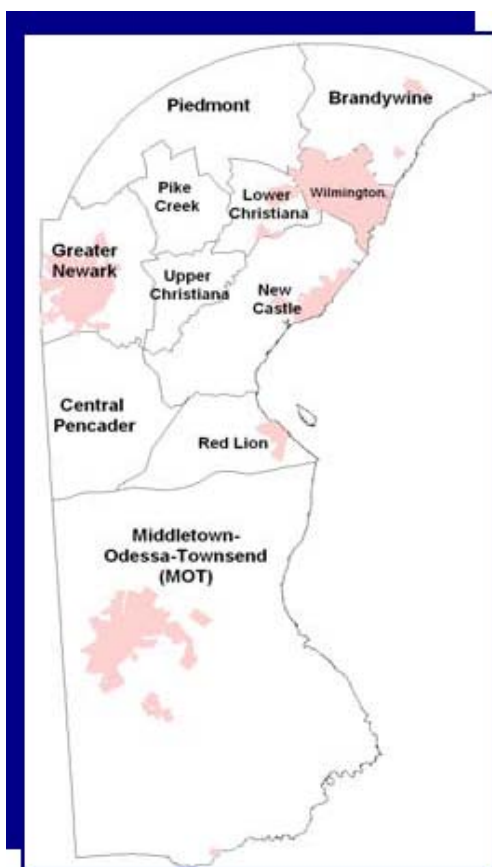 Piedmont
Brandywine
Pike
Creek
Lower
Christiana
Wilmington
Greater
Newark
Upper
Christiana
New
Castle
Central
Pencader
Red Lion
Middletown-
Odessa-Townsend
(MOT)